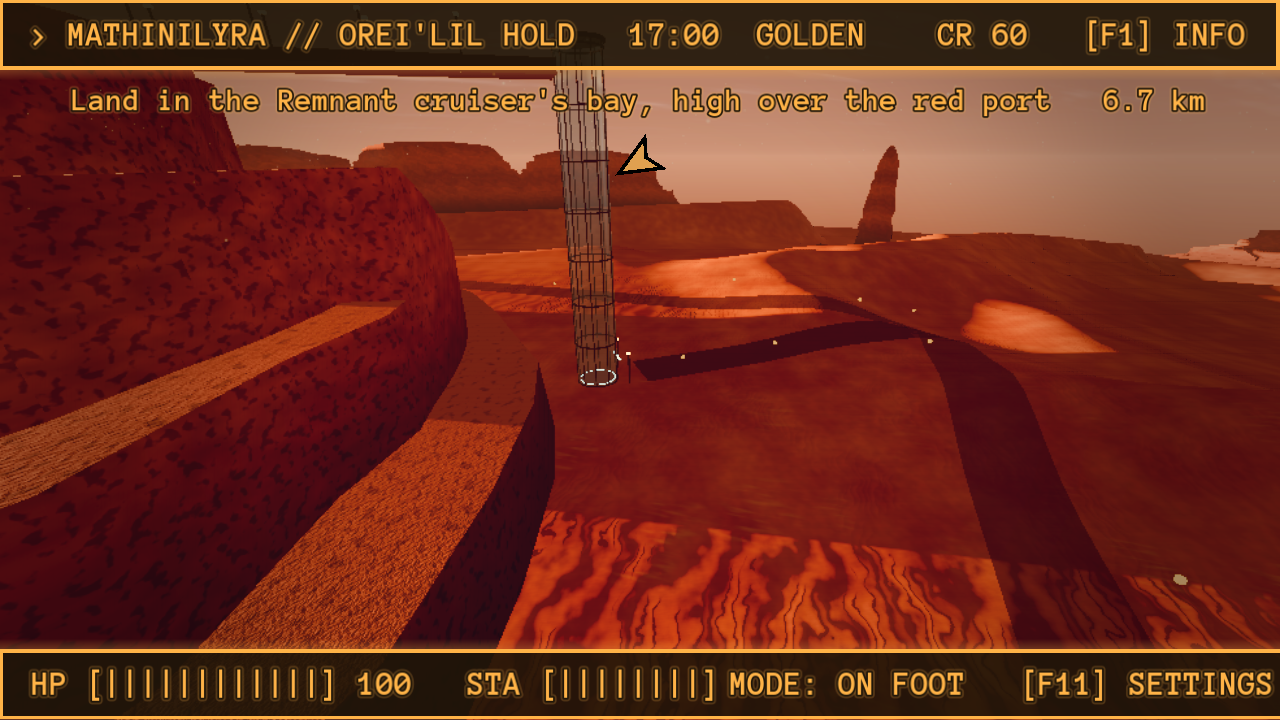 › MATHINILYRA // OREI'LIL HOLD 17:00 GOLDEN CR 60 [F1] INFO
Land in the Remnant cruiser's bay, high over the red port 6.7 km
HP [||||||||||||] 100 STA [||||||||] MODE: ON FOOT [F11] SETTINGS